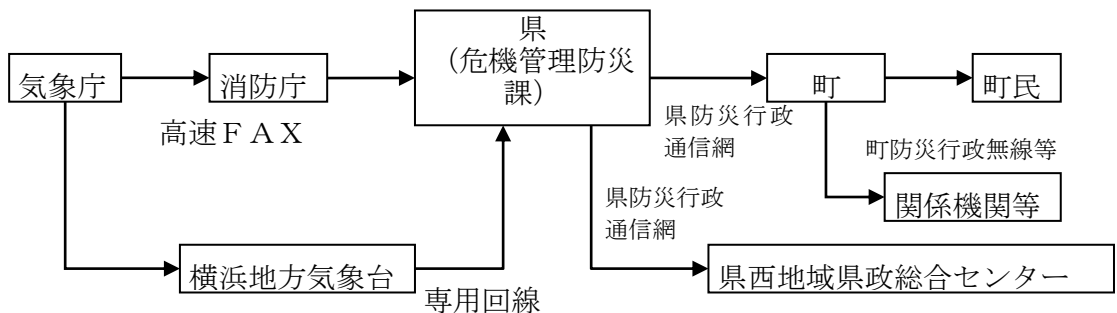 県
（危機管理防災
課）
気象庁
消防庁
町
町民
高速ＦＡＸ
県防災行政
通信網
町防災行政無線等
県防災行政
通信網
関係機関等
横浜地方気象台
専用回線
県西地域県政総合センター